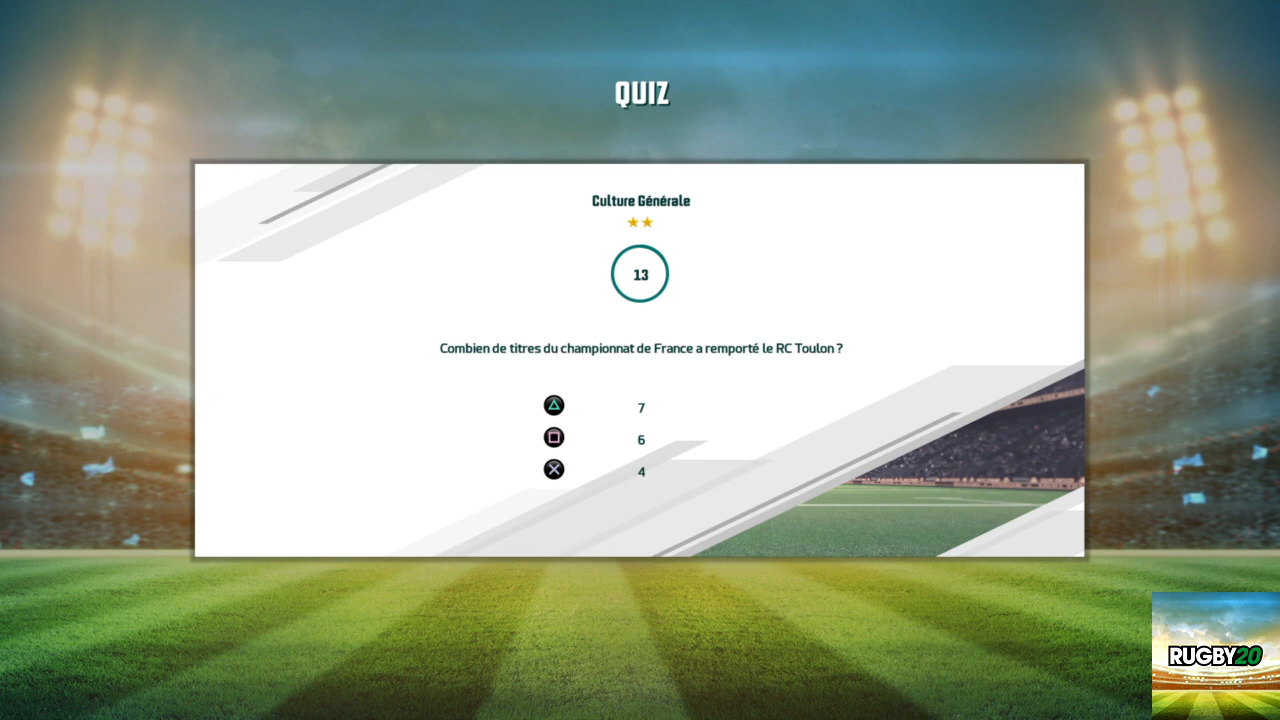 QUIZ
Culture Générale
13
Combien de titres du championnat de France a remporté le RC Toulon ?
7
6
4
RUGBY20